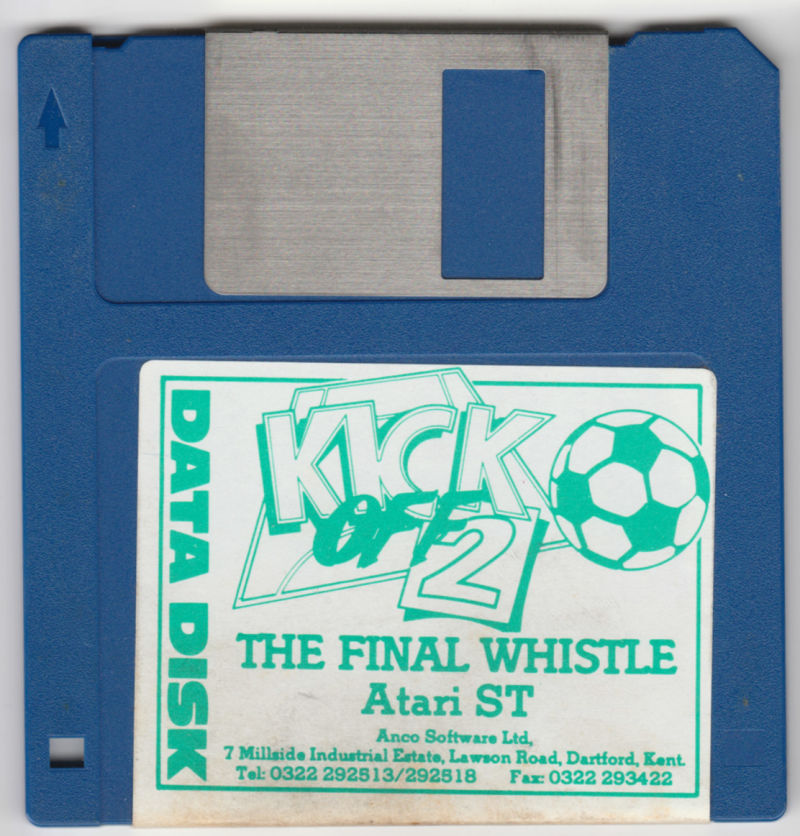 DATA DISK
KICK
OFF
2
THE FINAL WHISTLE
Atari ST
Anco Software Ltd,
7 Millside Industrial Estate, Lawson Road, Dartford, Kent.
Tel: 0322 292513/292518 Fax: 0322 293422